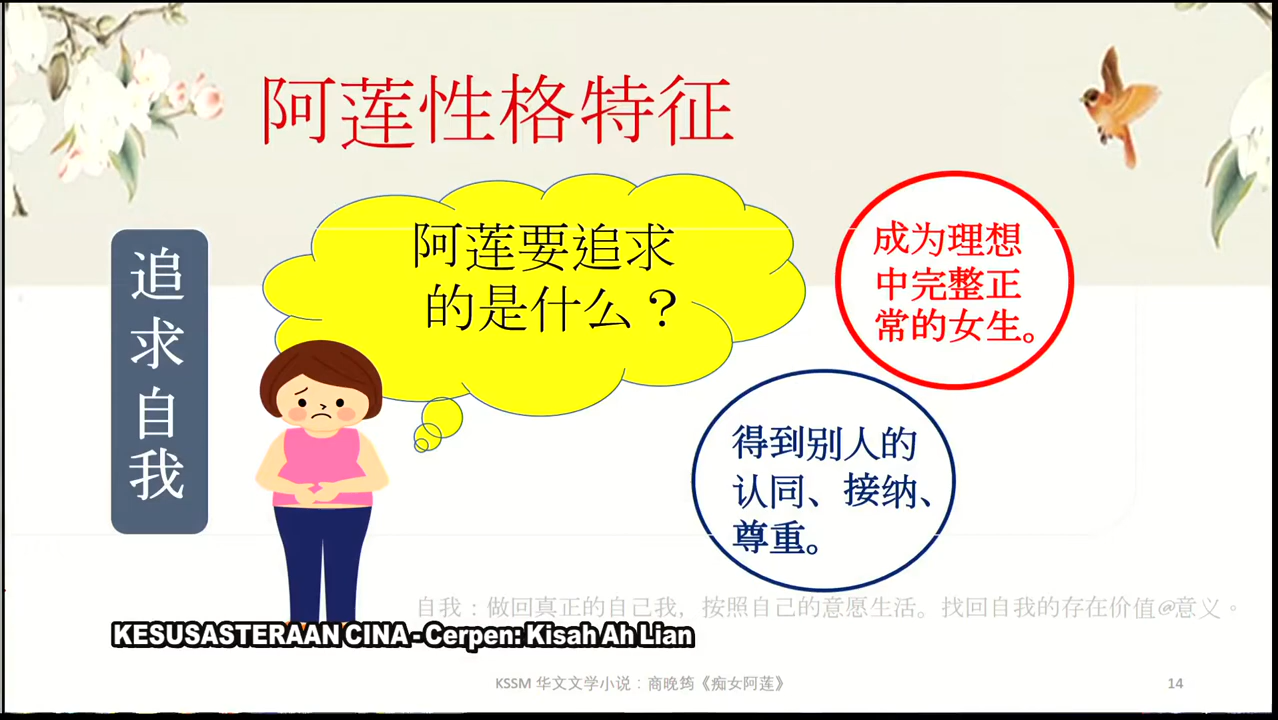 阿莲性格特征
追求自我
阿莲要追求
的是什么？
成为理想
中完整正
常的女生。
得到别人的
认同、接纳、
尊重。
自我：做回真正的自己我，按照自己的意愿生活。找回自我的存在价值@意义。
KESUSASTERAAN CINA - Cerpen: Kisah Ah Lian
KSSM 华文文学小说：商晚筠《痴女阿莲》
14